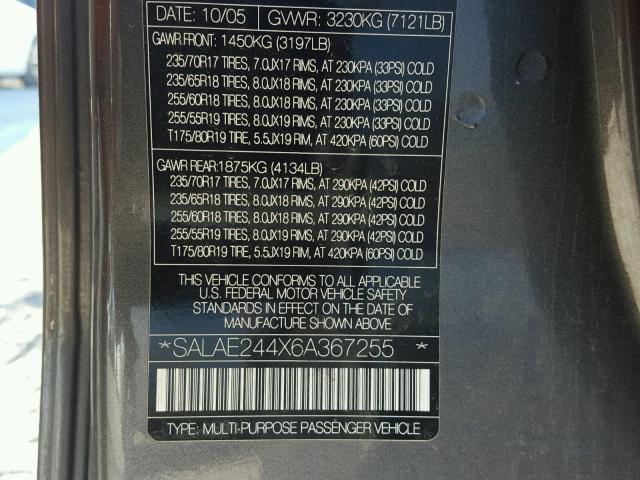 DATE: 10/05 GVWR: 3230KG (7121LB)
GAWR.FRONT: 1450KG (3197LB)
235/70R17 TIRES, 7.0JX17 RIMS, AT 230KPA (33PSI) COLD
235/65R18 TIRES, 8.0JX18 RIMS, AT 230KPA (33PSI) COLD
255/60R18 TIRES, 8.0JX18 RIMS, AT 230KPA (33PSI) COLD
255/55R19 TIRES, 8.0JX19 RIMS, AT 230KPA (33PSI) COLD
T175/80R19 TIRE, 5.5JX19 RIM, AT 420KPA (60PSI) COLD
GAWR REAR:1875KG (4134LB)
235/70R17 TIRES, 7.0JX17 RIMS, AT 290KPA (42PSI) COLD
235/65R18 TIRES, 8.0JX18 RIMS, AT 290KPA (42PSI) COLD
255/60R18 TIRES, 8.0JX18 RIMS, AT 290KPA (42PSI) COLD
255/55R19 TIRES, 8.0JX19 RIMS, AT 290KPA (42PSI) COLD
T175/80R19 TIRE, 5.5JX19 RIM, AT 420KPA (60PSI) COLD
THIS VEHICLE CONFORMS TO ALL APPLICABLE
U.S. FEDERAL MOTOR VEHICLE SAFETY
STANDARDS IN EFFECT ON THE DATE OF
MANUFACTURE SHOWN ABOVE
*SALAE244X6A367255 *
TYPE: MULTI-PURPOSE PASSENGER VEHICLE